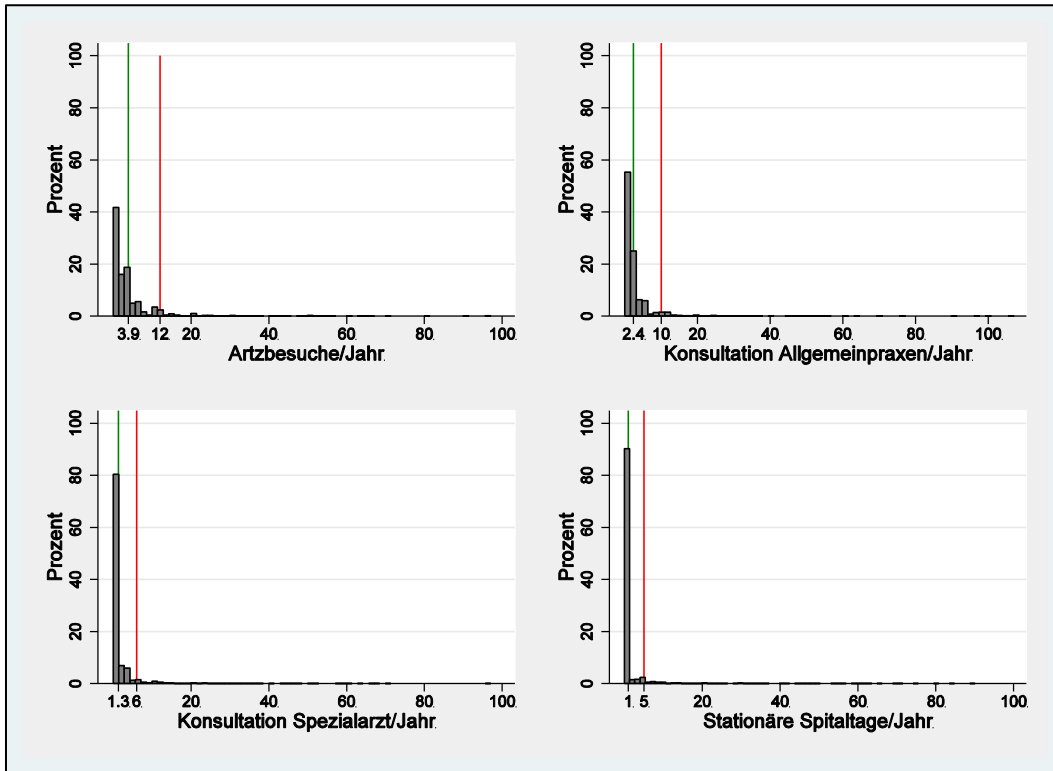 Prozent
0 20 40 60 80 100
3.9. 12. 20. 40. 60. 80. 100.
Artzbesuche/Jahr.
Prozent
0 20 40 60 80 100
2.4. 10. 20. 40. 60. 80. 100.
Konsultation Allgemeinpraxen/Jahr.
Prozent
0 20 40 60 80 100
1.3. 6. 20. 40. 60. 80. 100.
Konsultation Spezialarzt/Jahr.
Prozent
0 20 40 60 80 100
1. 5. 20. 40. 60. 80. 100.
Stationäre Spitaltage/Jahr.